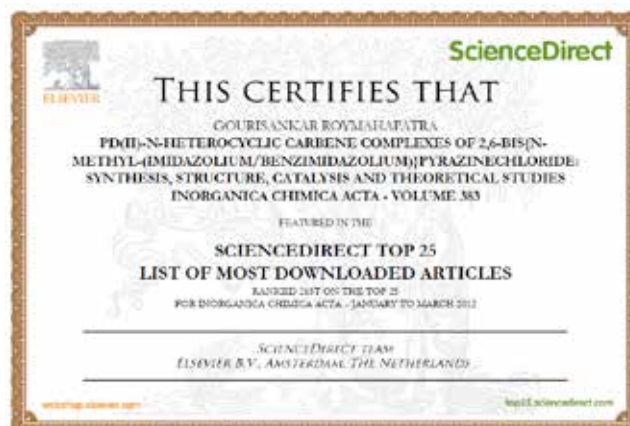 ELSEVIER
ScienceDirect
THIS CERTIFIES THAT
GOURISANKAR ROYMAHAPATRA
PD(II)-N-HETEROCYCLIC CARBENE COMPLEXES OF 2,6-BIS{N-
METHYL-(IMIDAZOLIUM/BENZIMIDAZOLIUM)}PYRAZINECHLORIDE:
SYNTHESIS, STRUCTURE, CATALYSIS AND THEORETICAL STUDIES
INORGANICA CHIMICA ACTA - VOLUME 383
FEATURED IN THE
SCIENCEDIRECT TOP 25
LIST OF MOST DOWNLOADED ARTICLES
RANKED ON THE TOP 25
FOR INORGANICA CHIMICA ACTA - JANUARY TO MARCH 2012
SCIENCEDIRECT TEAM
ELSEVIER B.V., AMSTERDAM, THE NETHERLANDS
top25.sciencedirect.com